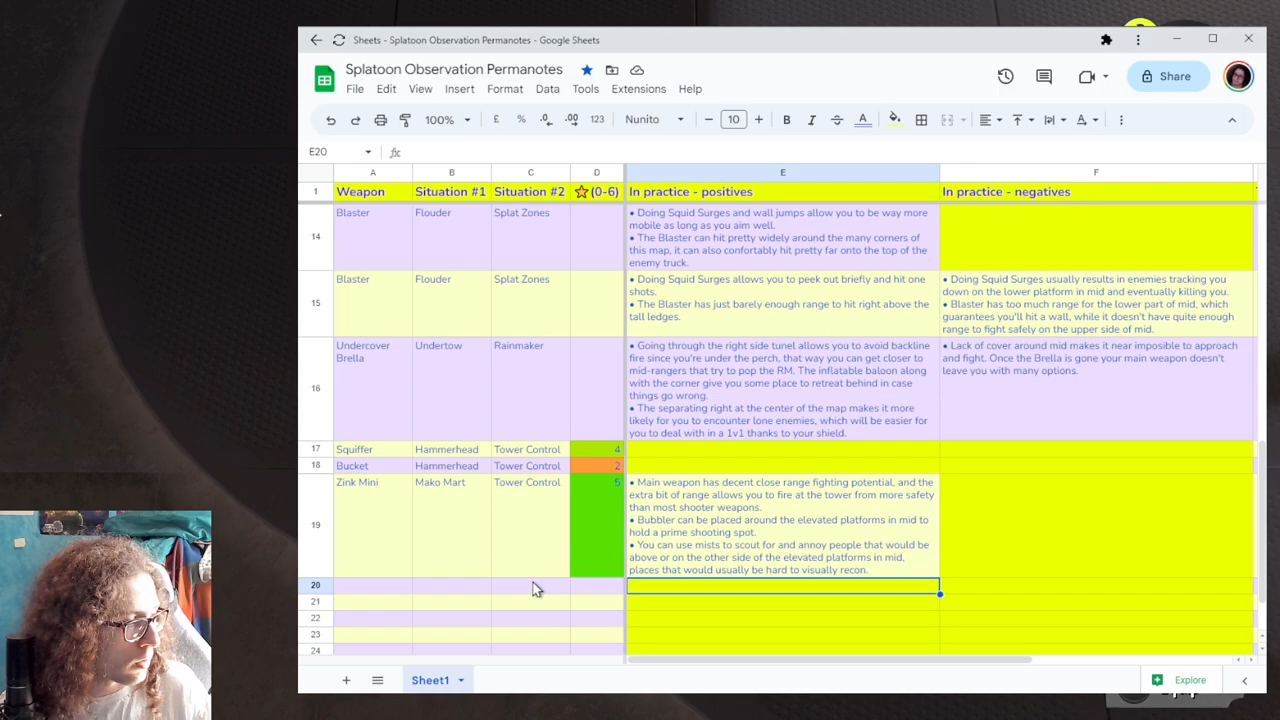 Sheets - Splatoon Observation Permanotes - Google Sheets
Splatoon Observation Permanotes
File Edit View Insert Format Data Tools Extensions Help
Share
100% £ % .0 .00 123 Nunito 10 B I A
E20 fx
A B C D E F
1 Weapon Situation #1 Situation #2 (0-6) In practice - positives In practice - negatives
14 Blaster Flouder Splat Zones
• Doing Squid Surges and wall jumps allow you to be way more
mobile as long as you aim well.
• The Blaster can hit pretty widely around the many corners of
this map, it can also confortably hit pretty far onto the top of the
enemy truck.
15 Blaster Flouder Splat Zones
• Doing Squid Surges allows you to peek out briefly and hit one
shots.
• The Blaster has just barely enough range to hit right above the
tall ledges.
• Doing Squid Surges usually results in enemies tracking you
down on the lower platform in mid and eventually killing you.
• Blaster has too much range for the lower part of mid, which
guarantees you'll hit a wall, while it doesn't have quite enough
range to fight safely on the upper side of mid.
16 Undercover Undertow Rainmaker
Brella
• Going through the right side tunel allows you to avoid backline
fire since you're under the perch, that way you can get closer to
mid-rangers that try to pop the RM. The inflatable baloon along
with the corner give you some place to retreat behind in case
things go wrong.
• The separating right at the center of the map makes it more
likely for you to encounter lone enemies, which will be easier for
you to deal with in a 1v1 thanks to your shield.
• Lack of cover around mid makes it near imposible to approach
and fight. Once the Brella is gone your main weapon doesn't
leave you with many options.
17 Squiffer Hammerhead Tower Control 4
18 Bucket Hammerhead Tower Control 2
19 Zink Mini Mako Mart Tower Control 5
• Main weapon has decent close range fighting potential, and the
extra bit of range allows you to fire at the tower from more safety
than most shooter weapons.
• Bubbler can be placed around the elevated platforms in mid to
hold a prime shooting spot.
• You can use mists to scout for and annoy people that would be
above or on the other side of the elevated platforms in mid,
places that would usually be hard to visually recon.
20
21
22
23
24
Sheet1
Explore